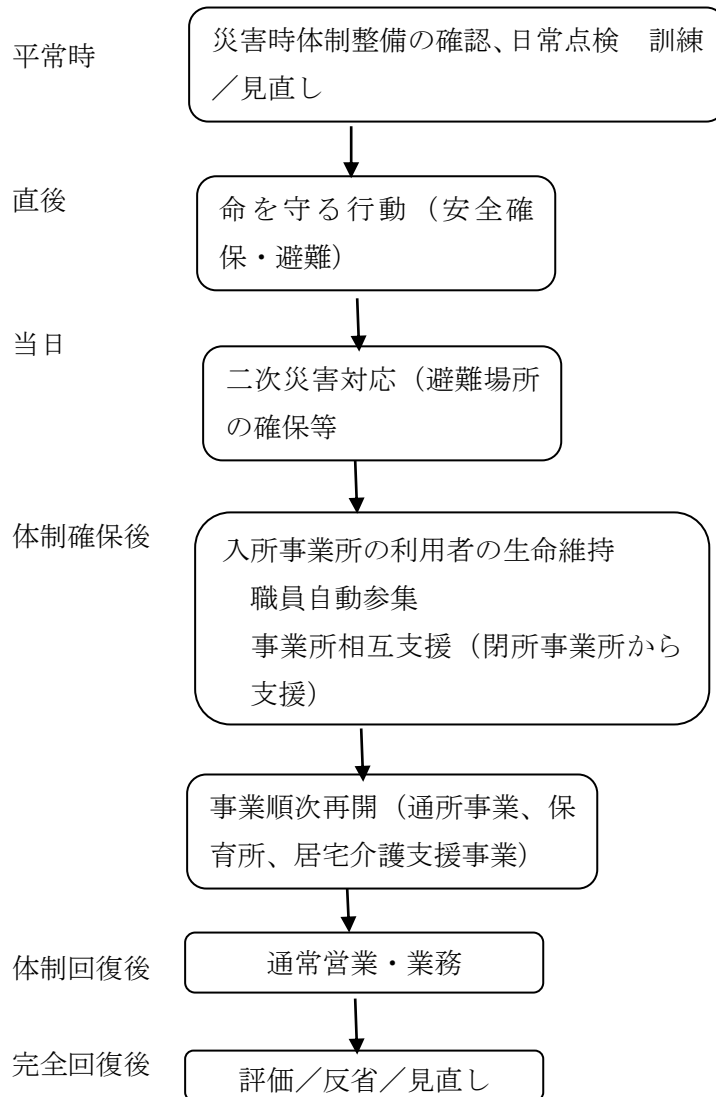 平常時
災害時体制整備の確認、日常点検　訓練
／見直し
直後
命を守る行動（安全確
保・避難）
当日
二次災害対応（避難場所
の確保等
体制確保後
入所事業所の利用者の生命維持
職員自動参集
事業所相互支援（閉所事業所から
支援）
事業順次再開（通所事業、保
育所、居宅介護支援事業）
体制回復後
通常営業・業務
完全回復後
評価／反省／見直し